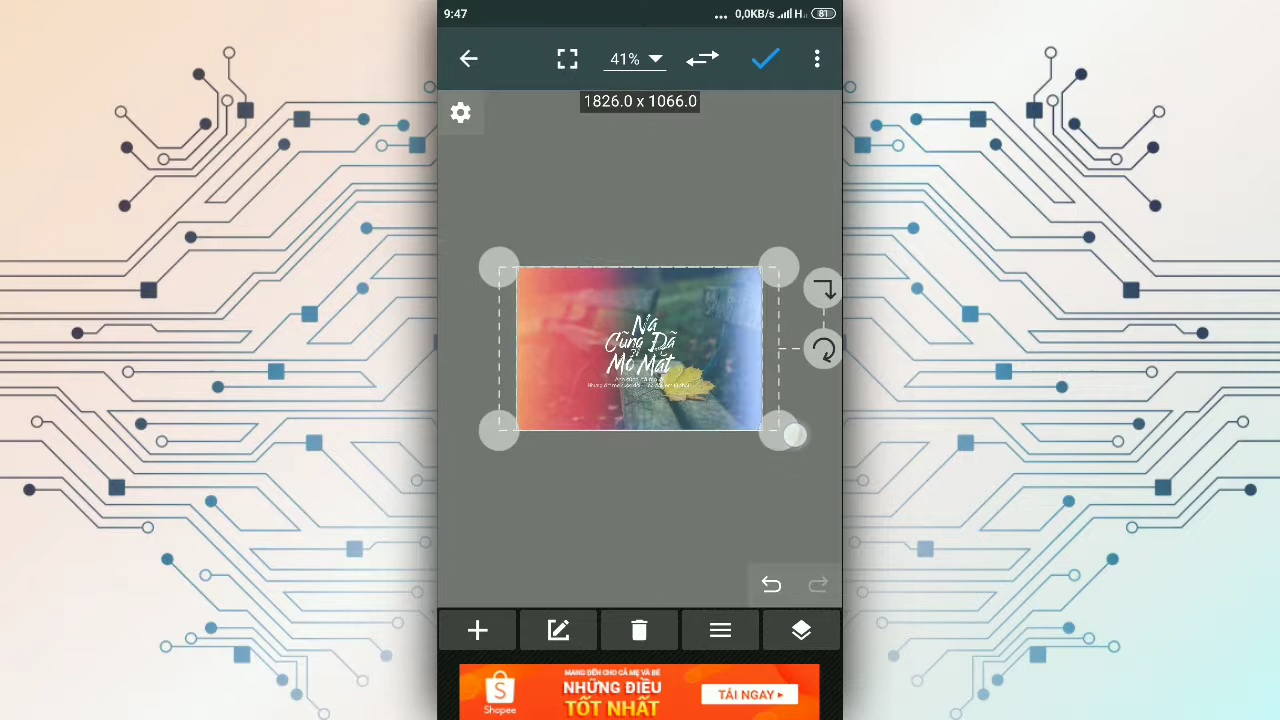 9:47
... 0,0KB/s H.. 81
41%
1826.0 x 1066.0
Na
Cũng Đã
Mỏi Mắt
Shopee
MANG ĐẾN CHO CẢ MẸ VÀ BÉ
NHỮNG ĐIỀU
TỐT NHẤT
TẢI NGAY